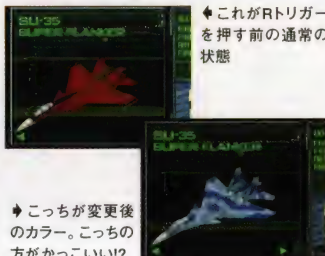 SU-35
SUPER FLANKER
◆これがRトリガー
を押す前の通常の
状態
SU-35
SUPER FLANKER
◆こっちが変更後
のカラー。こっちの
方がかっこいい!?